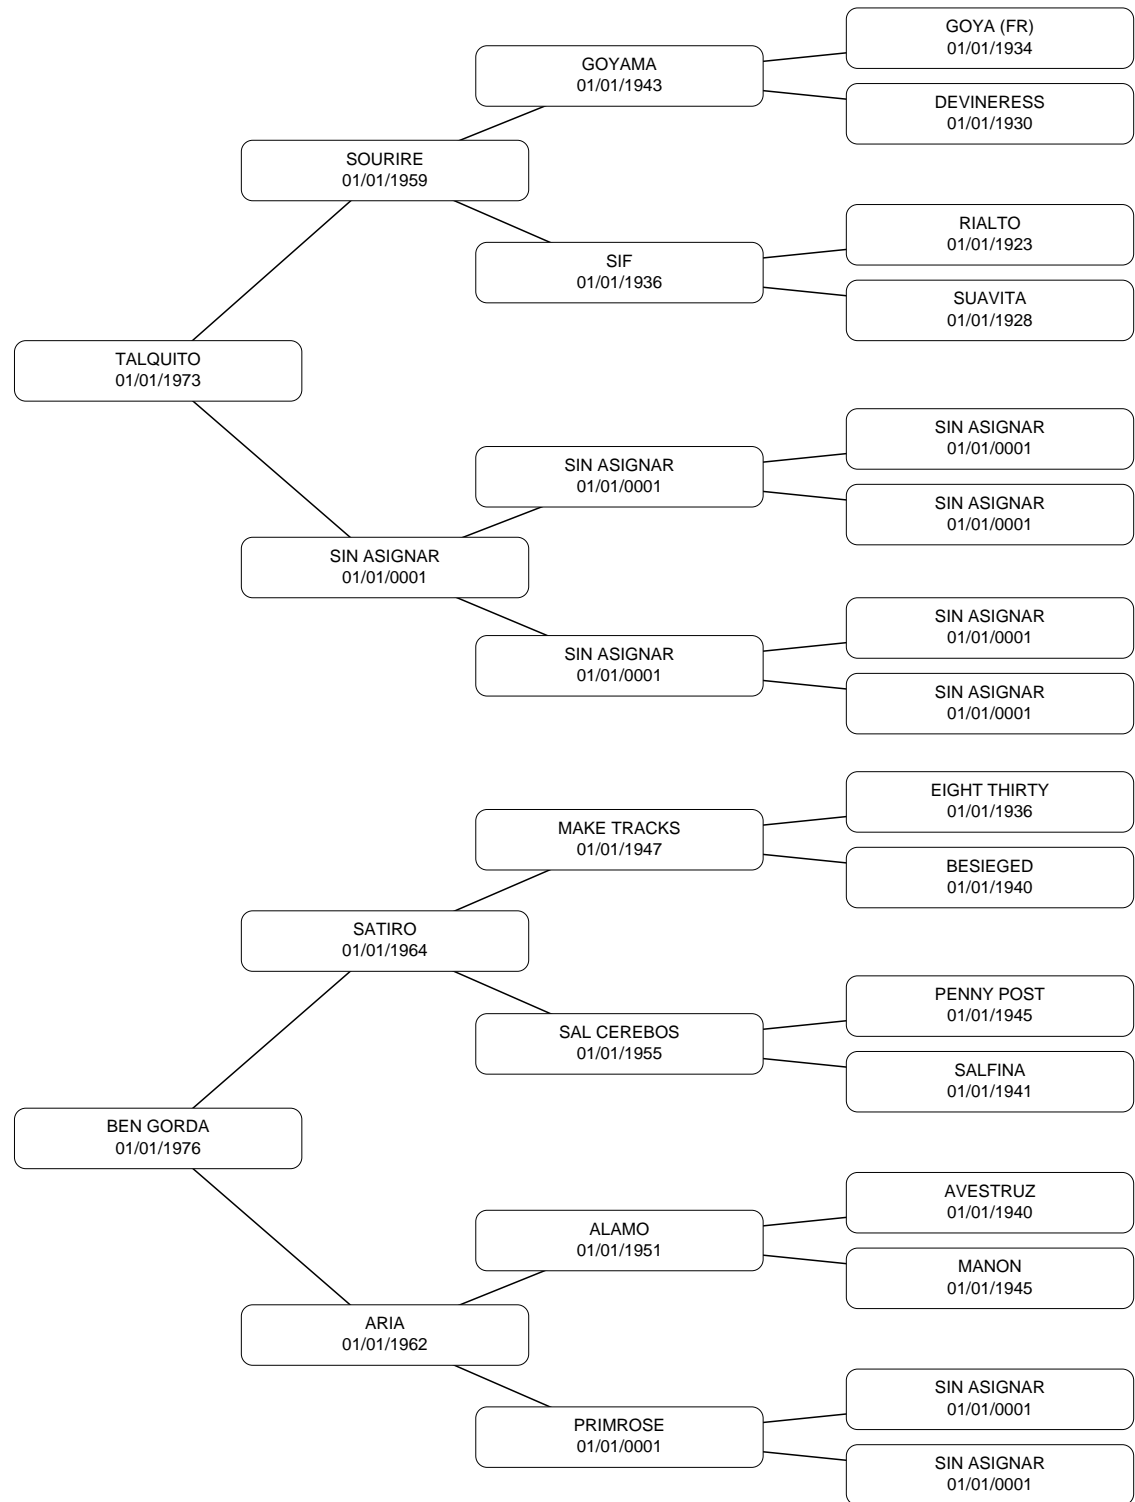 GOYA (FR)
01/01/1934
GOYAMA
01/01/1943
DEVINERESS
01/01/1930
SOURIRE
01/01/1959
RIALTO
01/01/1923
SIF
01/01/1936
SUAVITA
01/01/1928
TALQUITO
01/01/1973
SIN ASIGNAR
01/01/0001
SIN ASIGNAR
01/01/0001
SIN ASIGNAR
01/01/0001
SIN ASIGNAR
01/01/0001
SIN ASIGNAR
01/01/0001
SIN ASIGNAR
01/01/0001
SIN ASIGNAR
01/01/0001
EIGHT THIRTY
01/01/1936
MAKE TRACKS
01/01/1947
BESIEGED
01/01/1940
SATIRO
01/01/1964
PENNY POST
01/01/1945
SAL CEREBOS
01/01/1955
SALFINA
01/01/1941
BEN GORDA
01/01/1976
AVESTRUZ
01/01/1940
ALAMO
01/01/1951
MANON
01/01/1945
ARIA
01/01/1962
SIN ASIGNAR
01/01/0001
PRIMROSE
01/01/0001
SIN ASIGNAR
01/01/0001